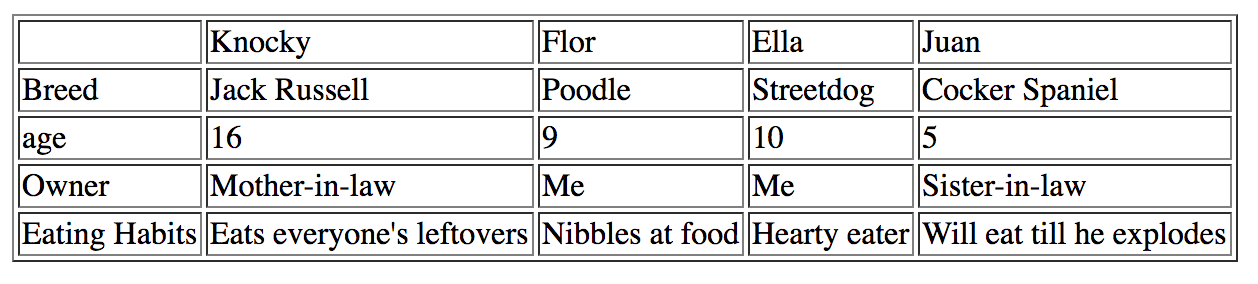 Knocky Flor Ella Juan
Breed Jack Russell Poodle Streetdog Cocker Spaniel
age 16 9 10 5
Owner Mother-in-law Me Me Sister-in-law
Eating Habits Eats everyone's leftovers Nibbles at food Hearty eater Will eat till he explodes